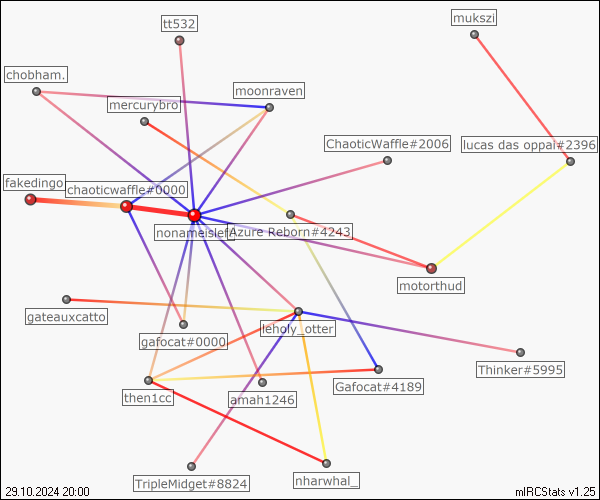 tt532
mukszi
chobham.
moonraven
mercurybro
ChaoticWaffle#2006
lucas das oppai#2396
fakedingo
chaoticwaffle#0000
nonameisleft
Azure Reborn#4243
motorthud
gateauxcatto
leholy_otter
gafocat#0000
Thinker#5995
Gafocat#4189
then1cc
amah1246
TripleMidget#8824
nharwhal_
29.10.2024 20:00
mIRCStats v1.25